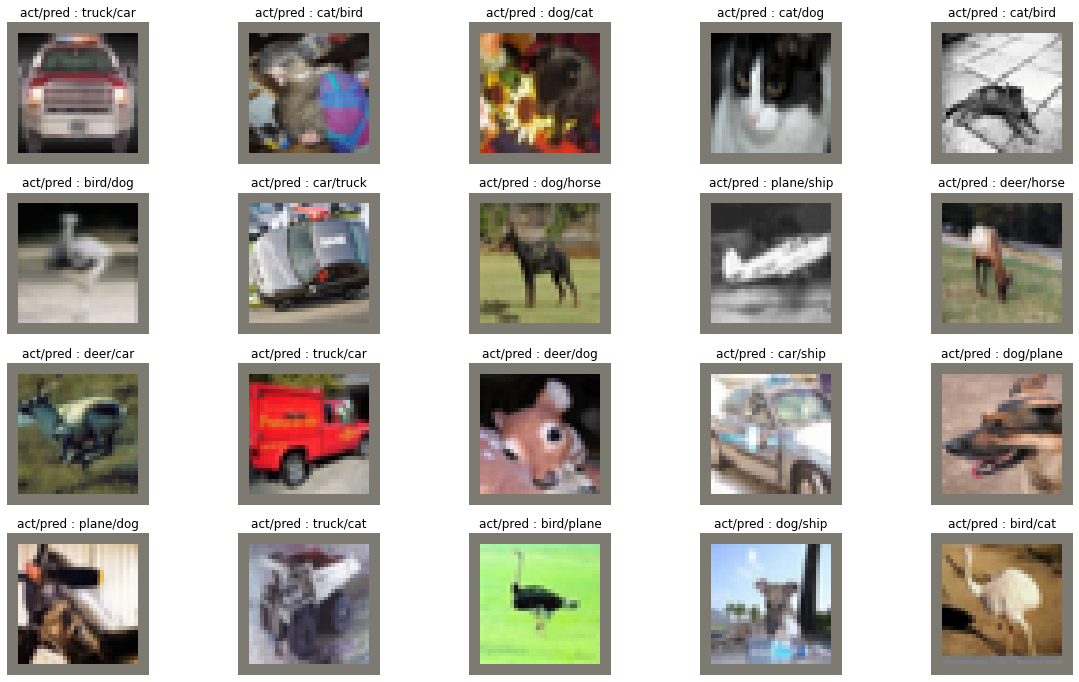 act/pred : truck/car
act/pred : cat/bird
act/pred : dog/cat
act/pred : cat/dog
act/pred : cat/bird
act/pred : bird/dog
act/pred : car/truck
act/pred : dog/horse
act/pred : plane/ship
act/pred : deer/horse
act/pred : deer/car
act/pred : truck/car
act/pred : deer/dog
act/pred : car/ship
act/pred : dog/plane
act/pred : plane/dog
act/pred : truck/cat
act/pred : bird/plane
act/pred : dog/ship
act/pred : bird/cat